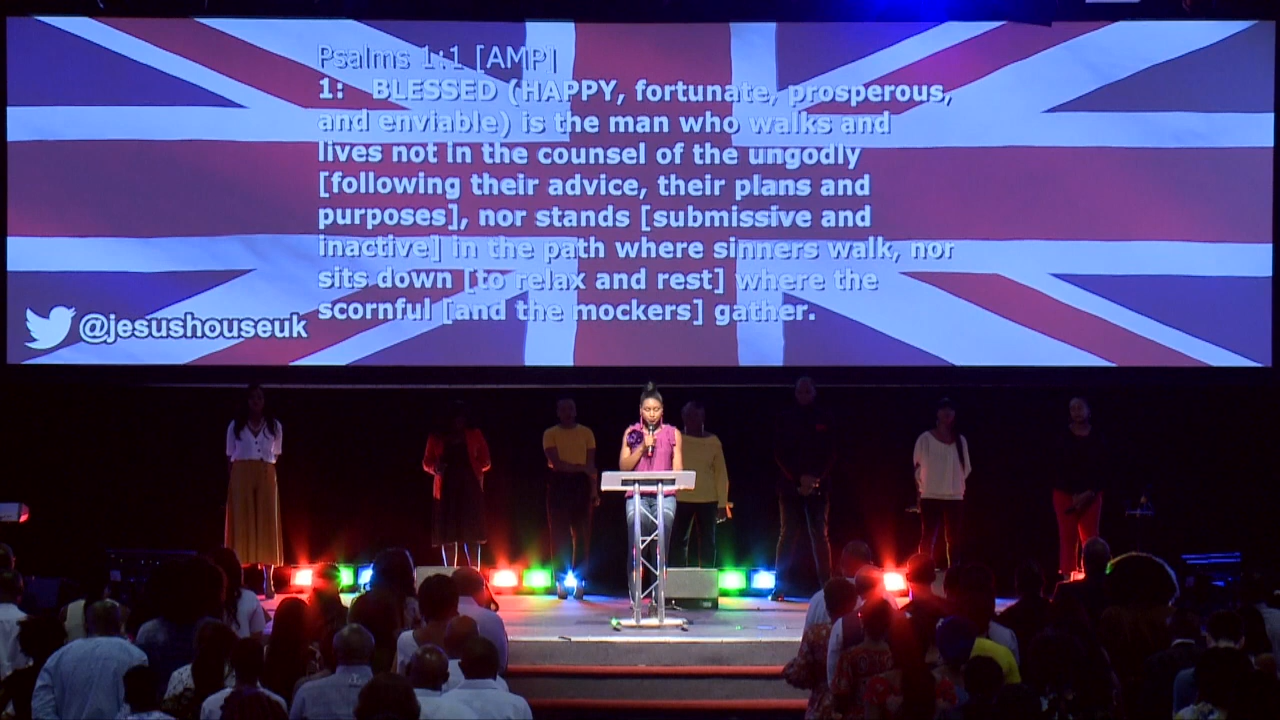 Psalms 1:1 [AMP]
1: BLESSED (HAPPY, fortunate, prosperous,
and enviable) is the man who walks and
lives not in the counsel of the ungodly
[following their advice, their plans and
purposes], nor stands [submissive and
inactive] in the path where sinners walk, nor
sits down [to relax and rest] where the
scornful [and the mockers] gather.
@jesushouseuk